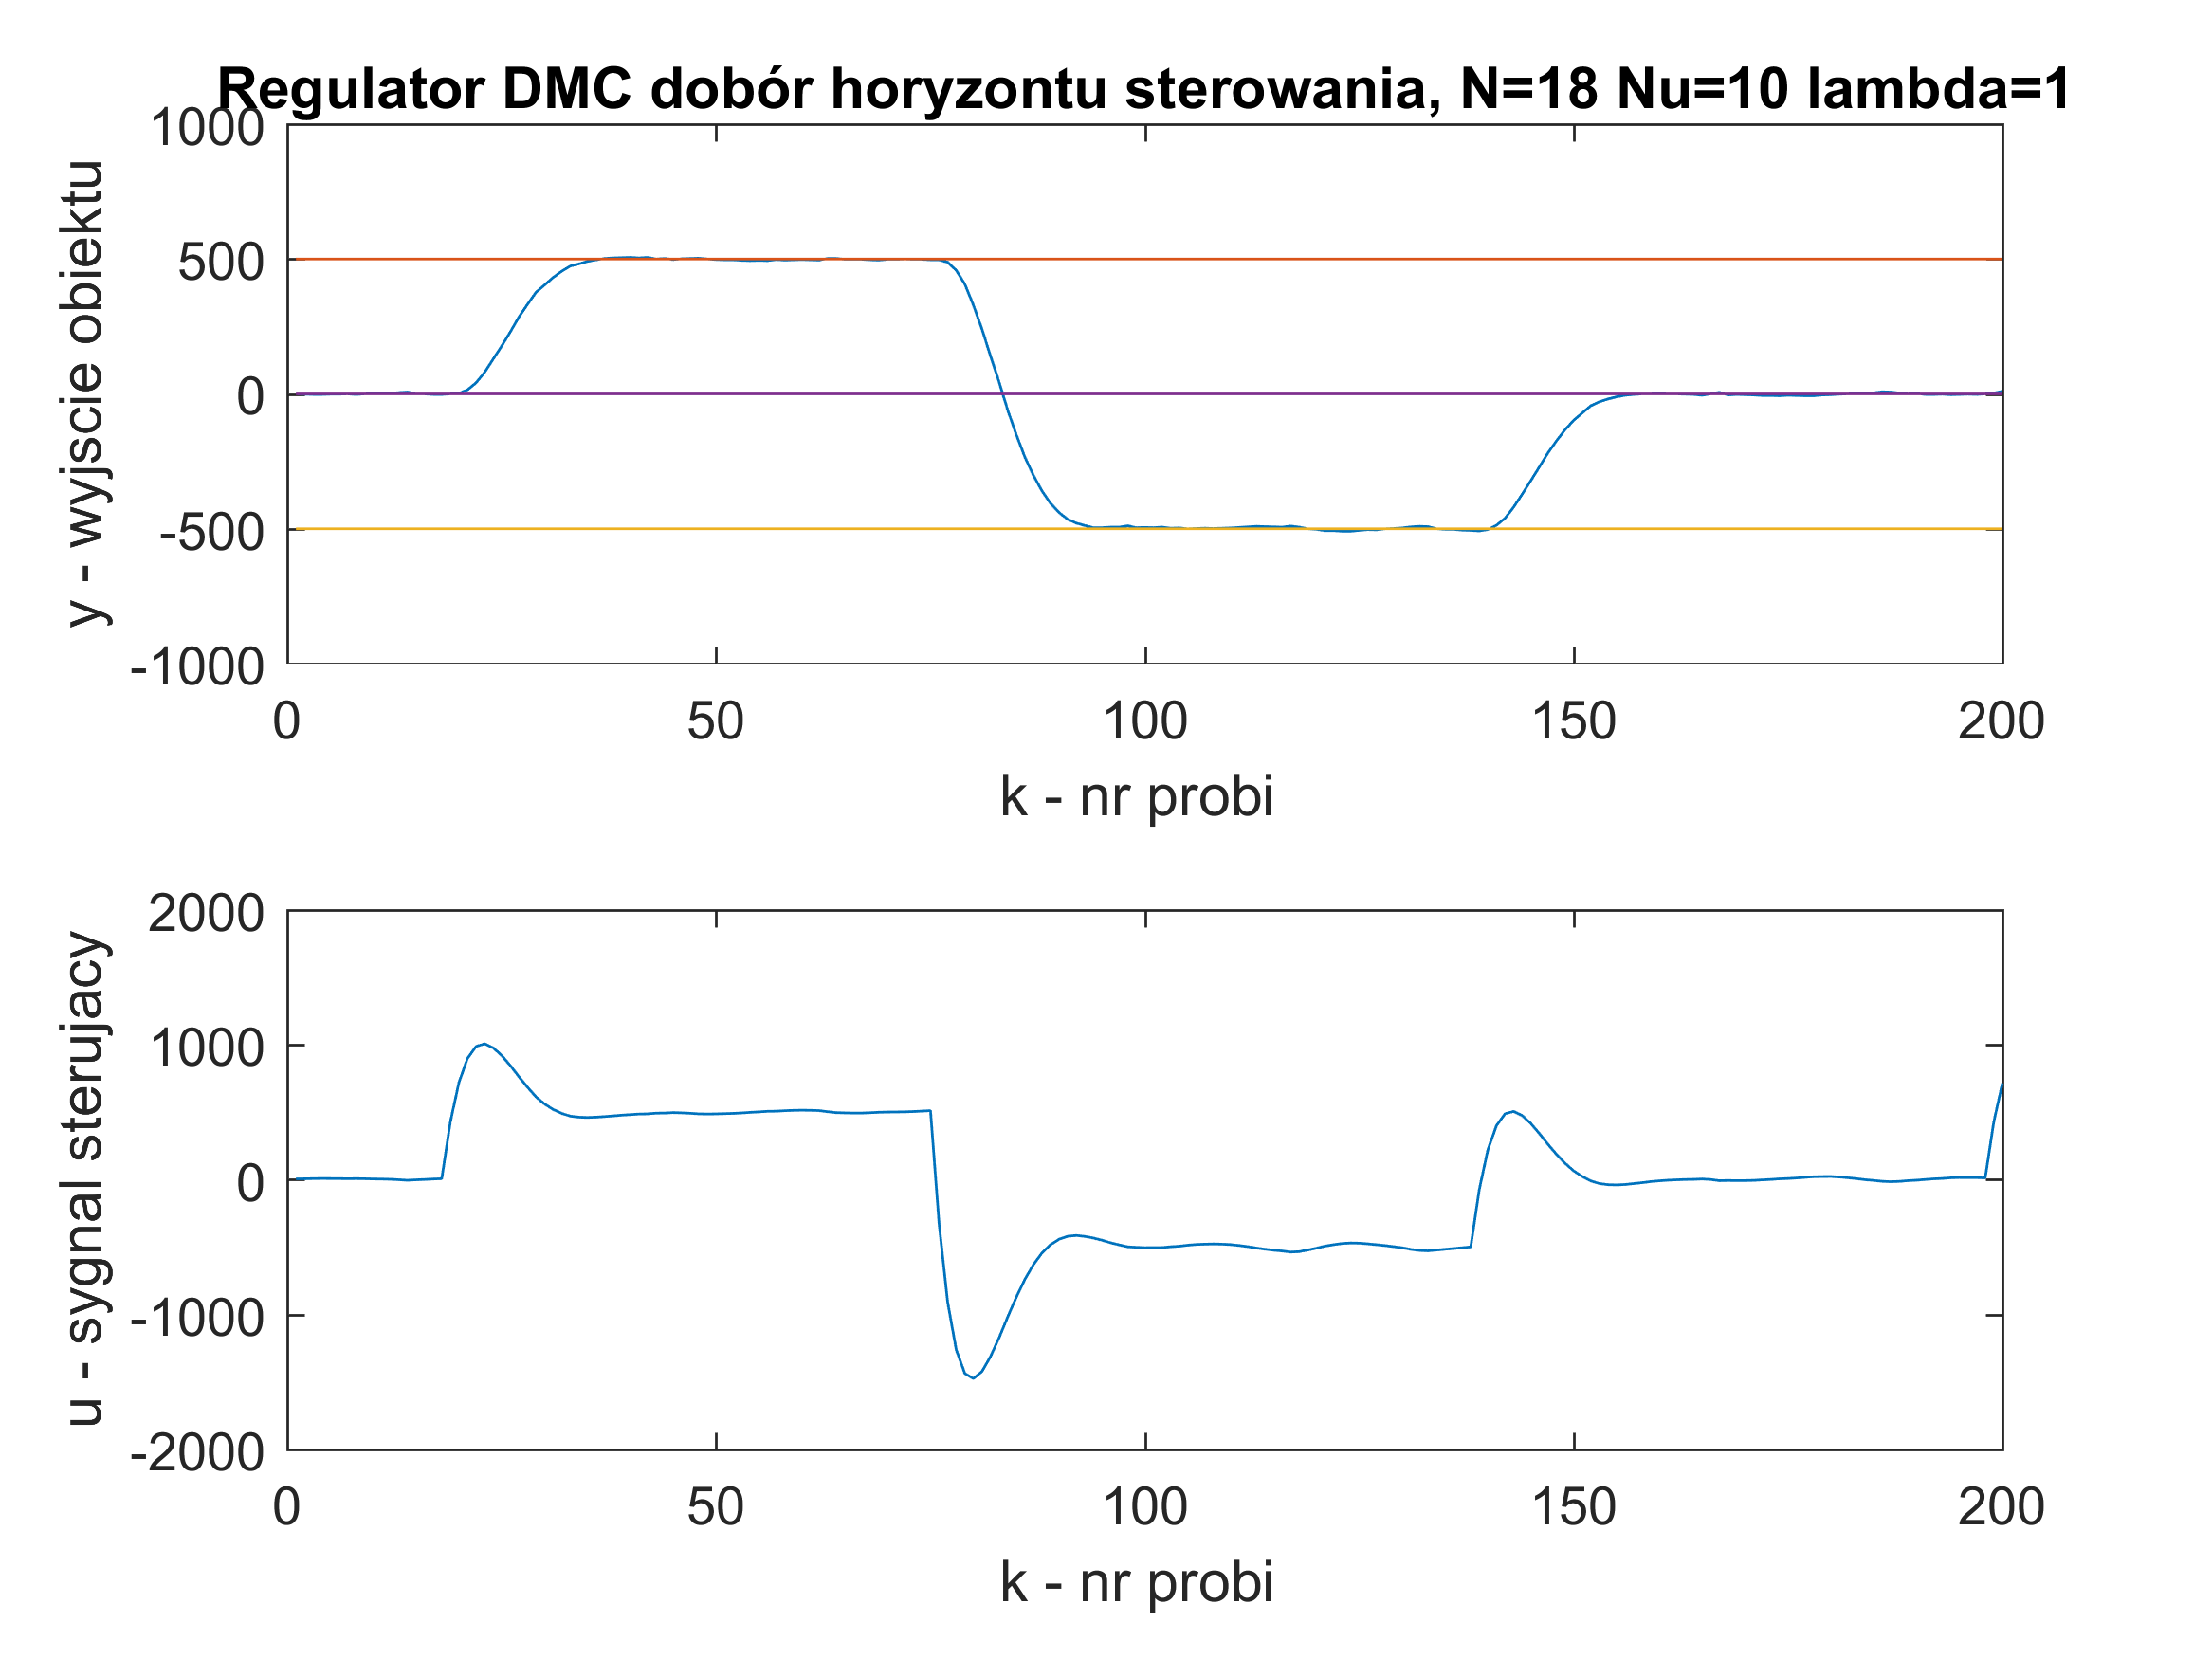 Regulator DMC dobór horyzontu sterowania, N=18 Nu=10 lambda=1
1000
500
0
-500
-1000
y - wyjscie obiektu
0 50 100 150 200
k - nr probi
2000
1000
0
-1000
-2000
u - sygnal sterujacy
0 50 100 150 200
k - nr probi